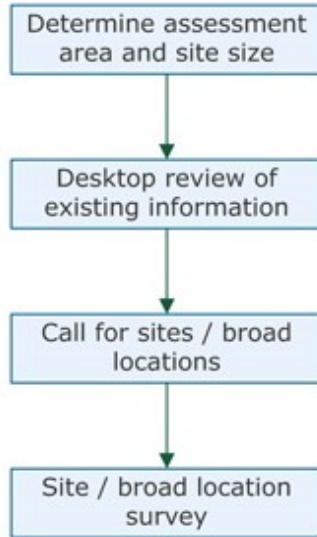 Determine assessment
area and site size
Desktop review of
existing information
Call for sites / broad
locations
Site / broad location
survey